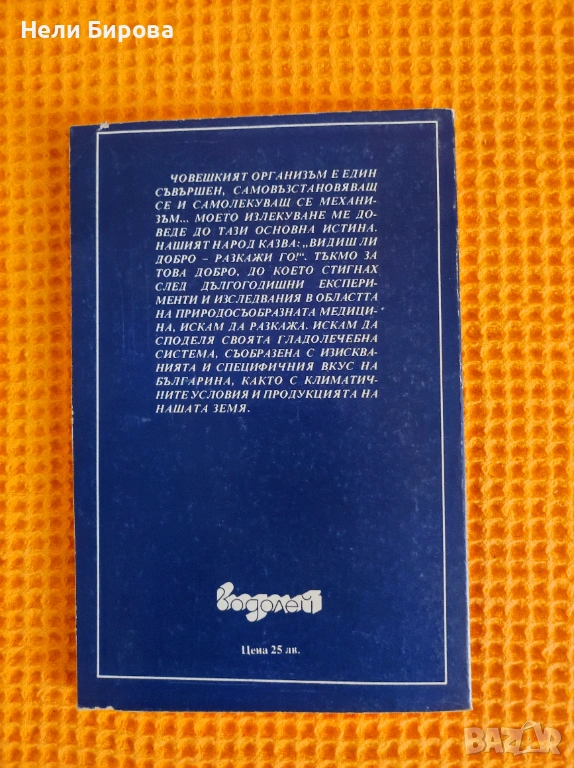 Нели Бирова
ЧОВЕШКИЯТ ОРГАНИЗЪМ Е ЕДИН
СЪВЪРШЕН, САМОВЪЗСТАНОВЯВАЩ
СЕ И САМОЛЕКУВАЩ СЕ МЕХАНИ-
ЗЪМ... МОЕТО ИЗЛЕКУВАНЕ МЕ ДО-
ВЕДЕ ДО ТАЗИ ОСНОВНА ИСТИНА.
НАШИЯТ НАРОД КАЗВА: „ВИДИШ ЛИ
ДОБРО – РАЗКАЖИ ГО!". ТЪКМО ЗА
ТОВА ДОБРО, ДО КОЕТО СТИГНАХ
СЛЕД ДЪЛГОГОДИШНИ ЕКСПЕРИ-
МЕНТИ И ИЗСЛЕДВАНИЯ В ОБЛАСТТА
НА ПРИРОДОСЪОБРАЗНАТА МЕДИЦИ-
НА, ИСКАМ ДА РАЗКАЖА. ИСКАМ ДА
СПОДЕЛЯ СВОЯТА ГЛАДОЛЕЧЕБНА
СИСТЕМА, СЪОБРАЗЕНА С ИЗИСКВА-
НИЯТА И СПЕЦИФИЧНИЯ ВКУС НА
БЪЛГАРИНА, КАКТО С КЛИМАТИЧ-
НИТЕ УСЛОВИЯ И ПРОДУКЦИЯТА НА
НАШАТА ЗЕМЯ.
Водолей
Цена 25 лв.
BAZAR